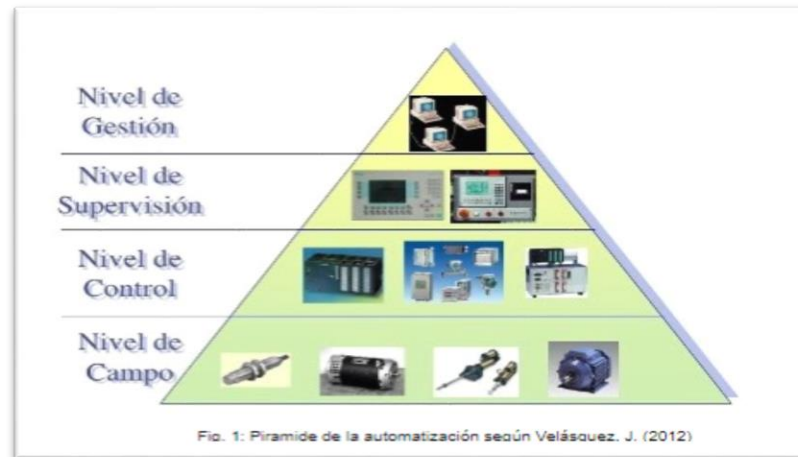 Nivel de
Gestión
Nivel de
Supervisión
Nivel de
Control
Nivel de
Campo
Fig. 1: Piramide de la automatización según Velásquez, J. (2012)